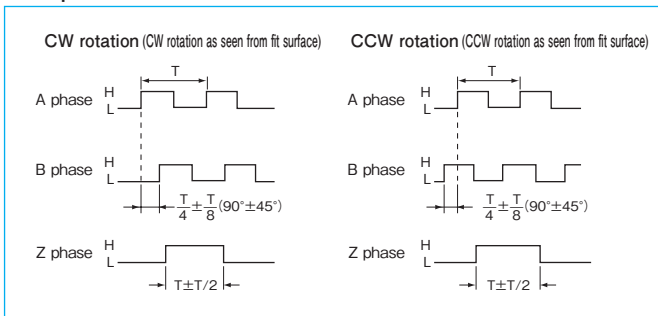 CW rotation (CW rotation as seen from fit surface)
T
A phase H
L
B phase H
L
T/4 ± T/8 (90°±45°)
Z phase H
L
T±T/2
CCW rotation (CCW rotation as seen from fit surface)
T
A phase H
L
B phase H
L
T/4 ± T/8 (90°±45°)
Z phase H
L
T±T/2